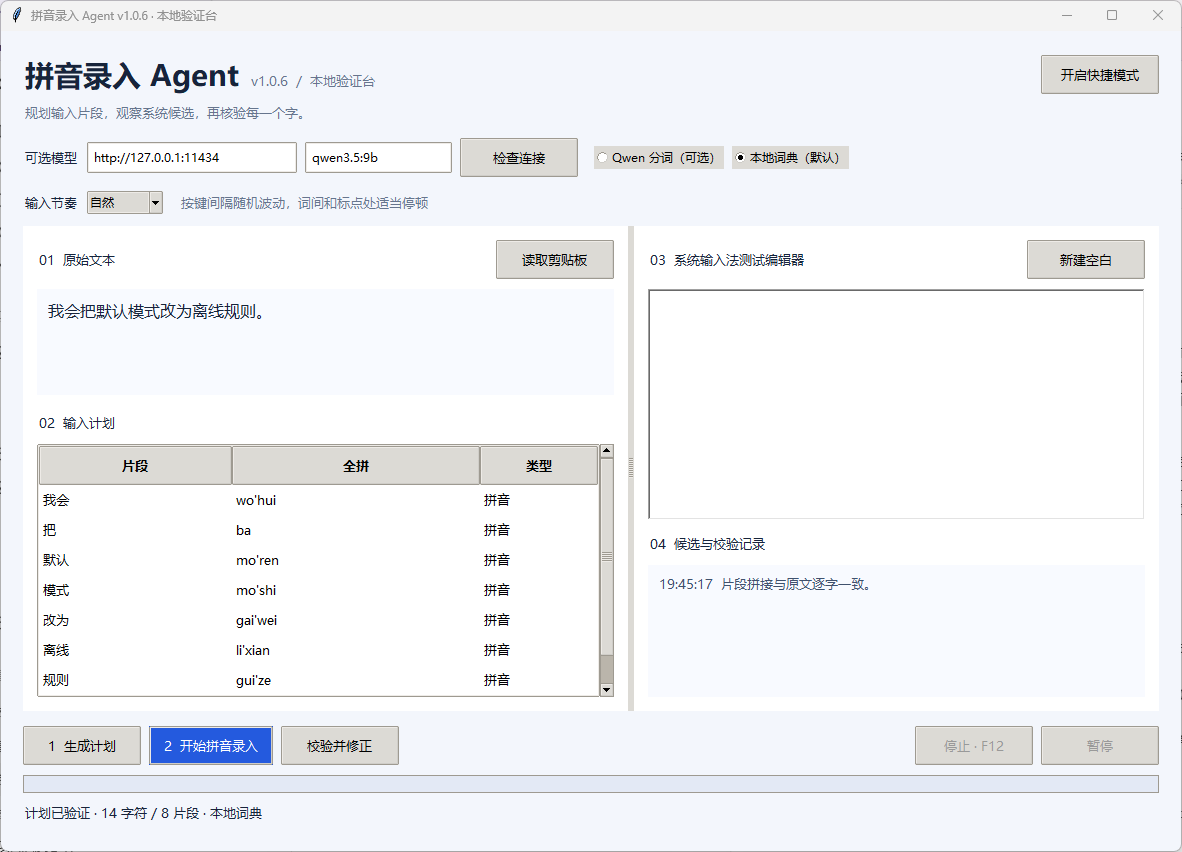 拼音录入 Agent v1.0.6 · 本地验证台
拼音录入 Agent v1.0.6 / 本地验证台
开启快捷模式
规划输入片段，观察系统候选，再核验每一个字。
可选模型 http://127.0.0.1:11434 qwen3.5:9b 检查连接 Qwen 分词（可选） 本地词典（默认）
输入节奏 自然 按键间隔随机波动，词间和标点处适当停顿
01 原始文本 读取剪贴板
我会把默认模式改为离线规则。
02 输入计划
片段 全拼 类型
我会 wo'hui 拼音
把 ba 拼音
默认 mo'ren 拼音
模式 mo'shi 拼音
改为 gai'wei 拼音
离线 li'xian 拼音
规则 gui'ze 拼音
03 系统输入法测试编辑器 新建空白
04 候选与校验记录
19:45:17 片段拼接与原文逐字一致。
1 生成计划 2 开始拼音录入 校验并修正 停止 · F12 暂停
计划已验证 · 14 字符 / 8 片段 · 本地词典